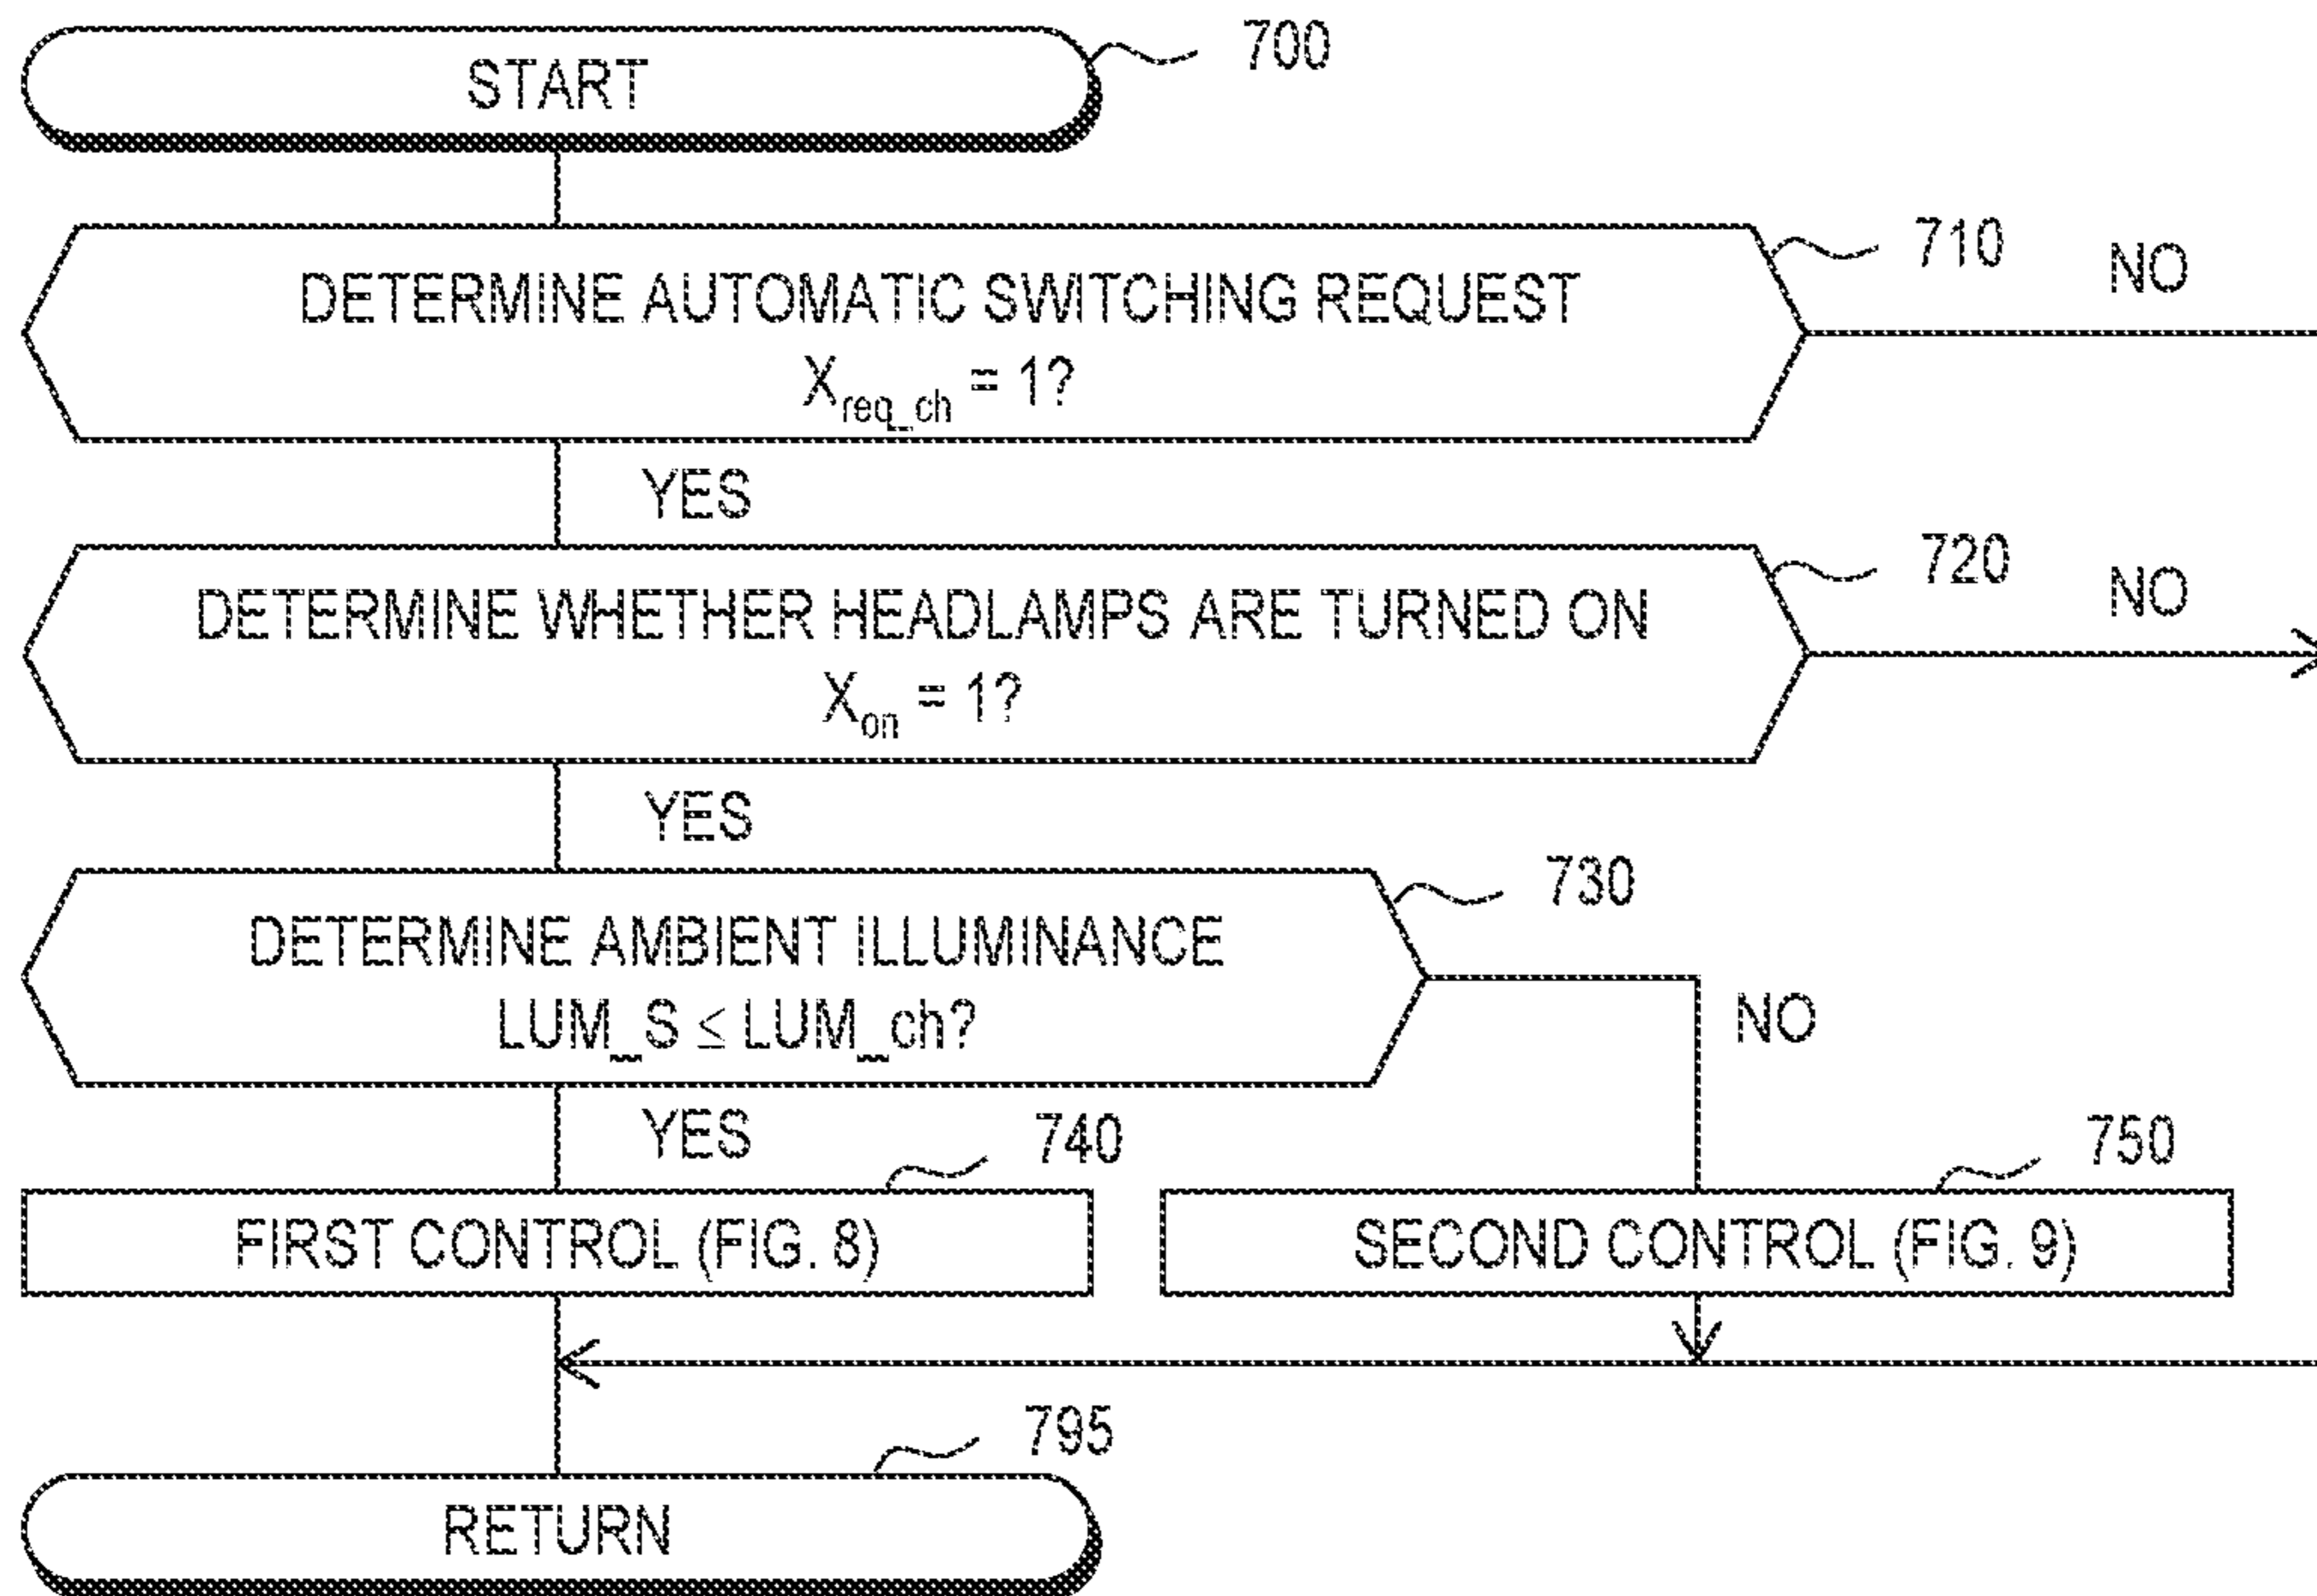 START
700
DETERMINE AUTOMATIC SWITCHING REQUEST
X_req_ch = 1?
710
NO
YES
DETERMINE WHETHER HEADLAMPS ARE TURNED ON
X_on = 1?
720
NO
YES
DETERMINE AMBIENT ILLUMINANCE
LUM_S ≤ LUM_ch?
730
NO
YES
740
FIRST CONTROL (FIG. 8)
750
SECOND CONTROL (FIG. 9)
795
RETURN